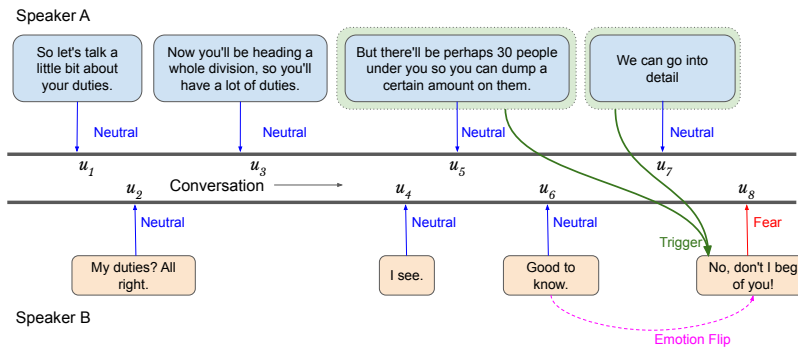 Speaker A
So let's talk a
little bit about
your duties.
Now you'll be heading a
whole division, so you'll
have a lot of duties.
But there'll be perhaps 30 people
under you so you can dump a
certain amount on them.
We can go into
detail
Neutral
Neutral
Neutral
Neutral
u1
u3
u5
u7
u2
Conversation
u4
u6
u8
Neutral
Neutral
Neutral
Fear
Trigger
My duties? All
right.
I see.
Good to
know.
No, don't I beg
of you!
Speaker B
Emotion Flip